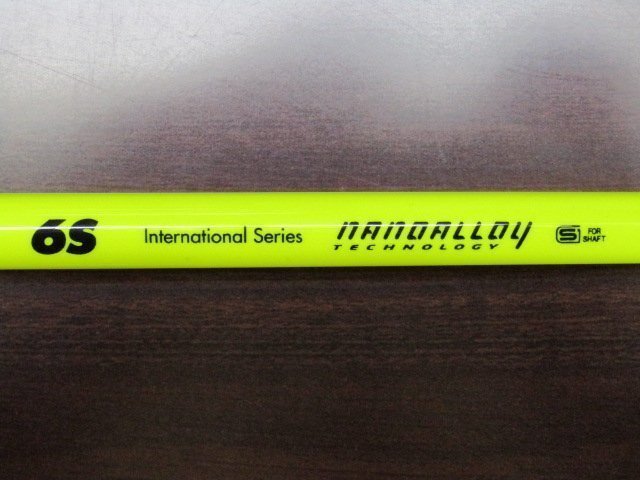 6S
International Series
NANOALLOY
TECHNOLOGY
S
FOR
SHAFT